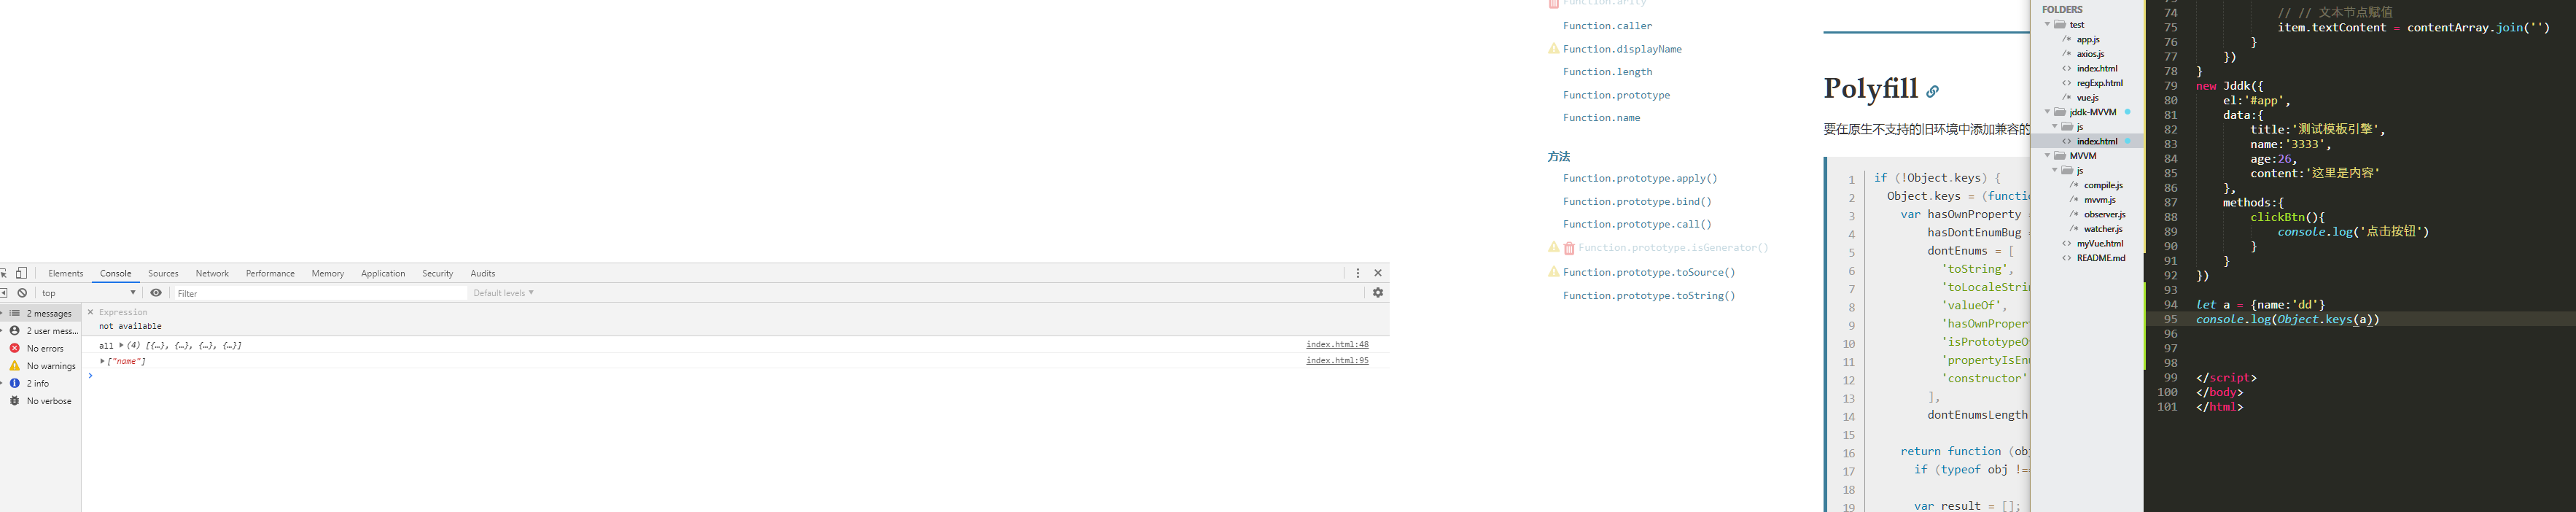 Elements Console Sources Network Performance Memory Application Security Audits
top Filter Default levels
2 messages
2 user mess...
No errors
No warnings
2 info
No verbose
Expression
not available
all (4) [{…}, {…}, {…}, {…}] index.html:48
["name"] index.html:95
Function.arity
Function.caller
Function.displayName
Function.length
Function.prototype
Function.name
方法
Function.prototype.apply()
Function.prototype.bind()
Function.prototype.call()
Function.prototype.isGenerator()
Function.prototype.toSource()
Function.prototype.toString()
Polyfill
要在原生不支持的旧环境中添加兼容的
1 if (!Object.keys) {
2 Object.keys = (functi
3 var hasOwnProperty =
4 hasDontEnumBug =
5 dontEnums = [
6 'toString',
7 'toLocaleStrin
8 'valueOf',
9 'hasOwnPropert
10 'isPrototypeO
11 'propertyIsEnu
12 'constructor'
13 ],
14 dontEnumsLength
15
16 return function (obj
17 if (typeof obj !==
18
19 var result = [];
FOLDERS
test
app.js
axios.js
index.html
regExp.html
vue.js
jddk-MVVM
js
index.html
MVVM
js
compile.js
mvvm.js
observer.js
watcher.js
myVue.html
README.md
74 // // 文本节点赋值
75 item.textContent = contentArray.join('')
76 }
77 })
78 }
79 new Jddk({
80 el:'#app',
81 data:{
82 title:'测试模板引擎',
83 name:'3333',
84 age:26,
85 content:'这里是内容'
86 },
87 methods:{
88 clickBtn(){
89 console.log('点击按钮')
90 }
91 }
92 })
93
94 let a = {name:'dd'}
95 console.log(Object.keys(a))
96
97
98
99 </script>
100 </body>
101 </html>